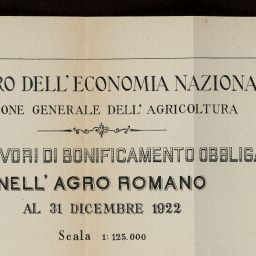 RO DELL'ECONOMIA NAZIONA
ONE GENERALE DELL'AGRICOLTURA
VORI DI BONIFICAMENTO OBBLIGA
NELL'AGRO ROMANO
AL 31 DICEMBRE 1922
Scala 1:125.000